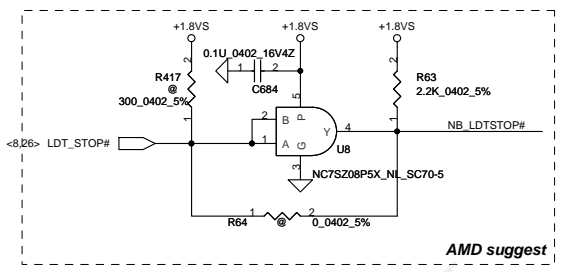 +1.8VS +1.8VS +1.8VS
0.1U_0402_16V4Z
2 1 2 2
R417 C684 R63
@ 2.2K_0402_5%
300_0402_5% 5
1 1
2 B P
Y 4 NB_LDTSTOP#
<8,26> LDT_STOP# 1 A G
U8
3 NC7SZ08P5X_NL_SC70-5
1 2
R64 @ 0_0402_5%
AMD suggest